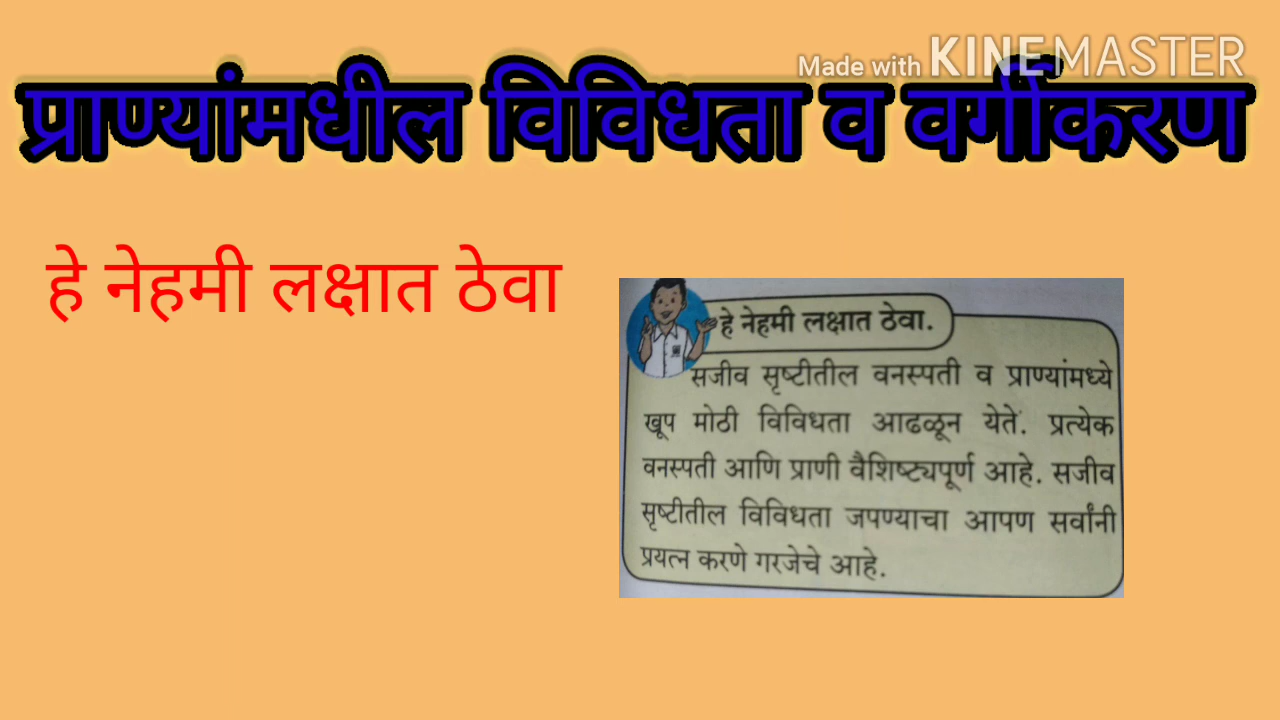 Made with KINEMASTER
प्राण्यांमधील विविधता व वर्गीकरण
हे नेहमी लक्षात ठेवा
हे नेहमी लक्षात ठेवा.
सजीव सृष्टीतील वनस्पती व प्राण्यांमध्ये
खूप मोठी विविधता आढळून येते. प्रत्येक
वनस्पती आणि प्राणी वैशिष्ट्यपूर्ण आहे. सजीव
सृष्टीतील विविधता जपण्याचा आपण सर्वांनी
प्रयत्न करणे गरजेचे आहे.